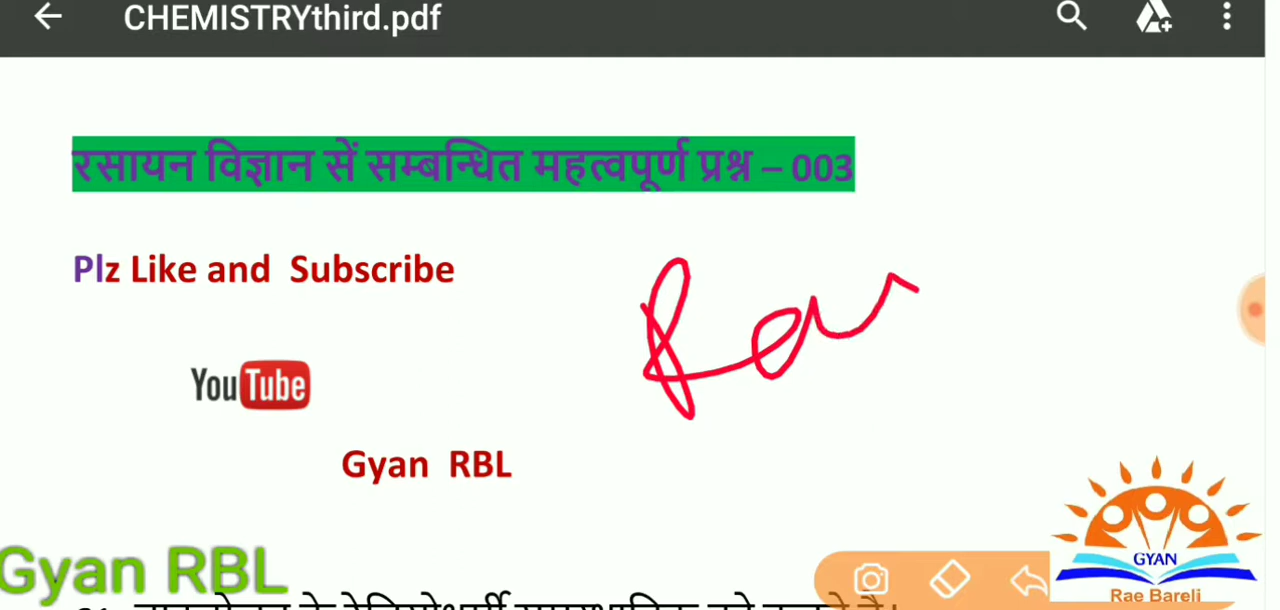 CHEMISTRYthird.pdf
रसायन विज्ञान सें सम्बन्धित महत्वपूर्ण प्रश्न – 003
Plz Like and Subscribe
YouTube
Gyan RBL
Gyan RBL
GYAN
Rae Bareli